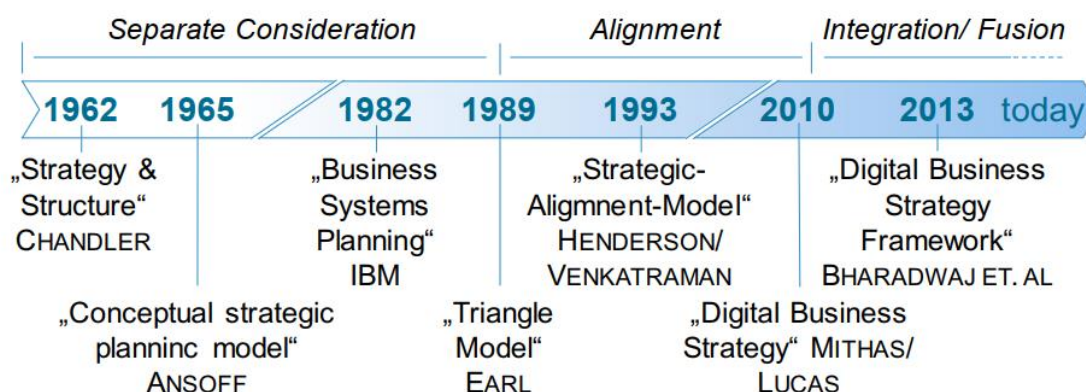 Separate Consideration
Alignment
Integration/ Fusion
1962 1965 1982 1989 1993 2010 2013 today
„Strategy &
Structure“
CHANDLER
„Business
Systems
Planning“
IBM
„Strategic-
Aligmnent-Model“
HENDERSON/
VENKATRAMAN
„Digital Business
Strategy
Framework“
BHARADWAJ ET. AL
„Conceptual strategic
planninc model“
ANSOFF
„Triangle
Model“
EARL
„Digital Business
Strategy“ MITHAS/
LUCAS